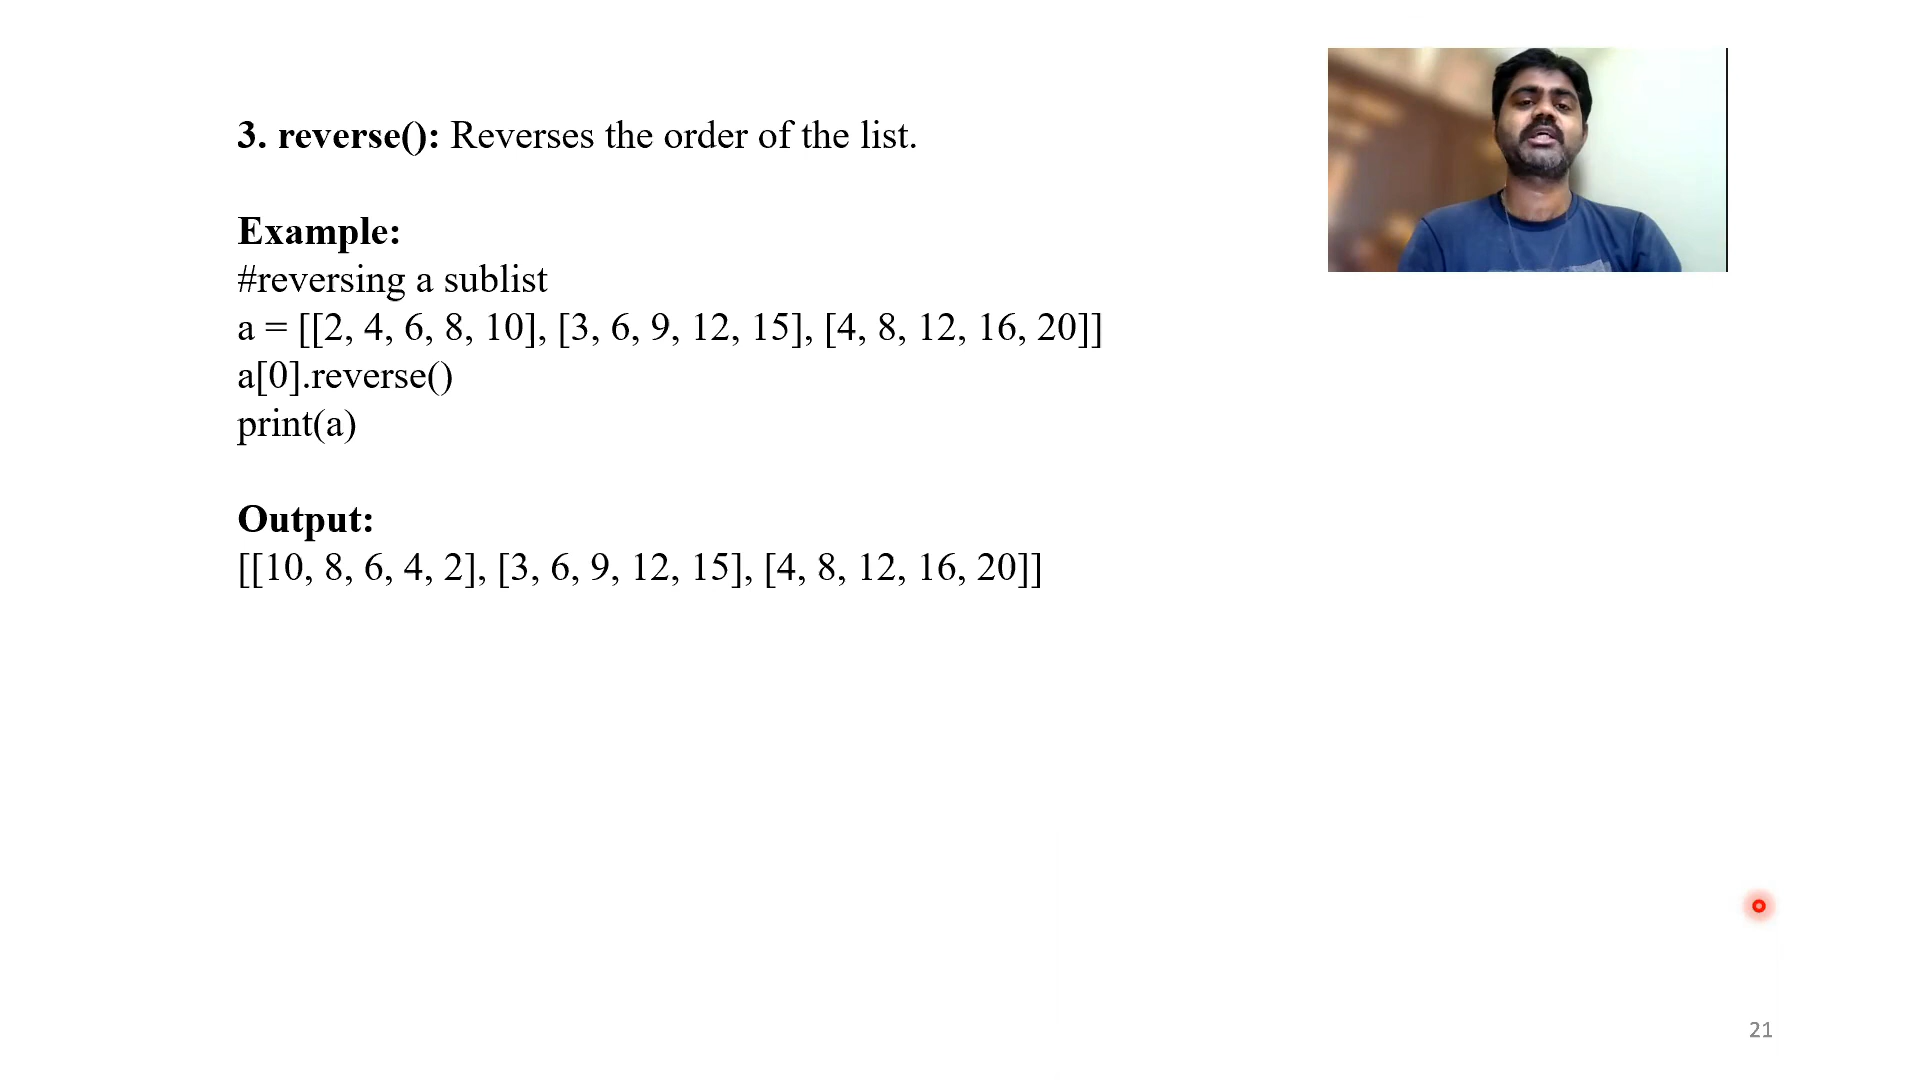 3. reverse(): Reverses the order of the list.
Example:
#reversing a sublist
a = [[2, 4, 6, 8, 10], [3, 6, 9, 12, 15], [4, 8, 12, 16, 20]]
a[0].reverse()
print(a)
Output:
[[10, 8, 6, 4, 2], [3, 6, 9, 12, 15], [4, 8, 12, 16, 20]]
21